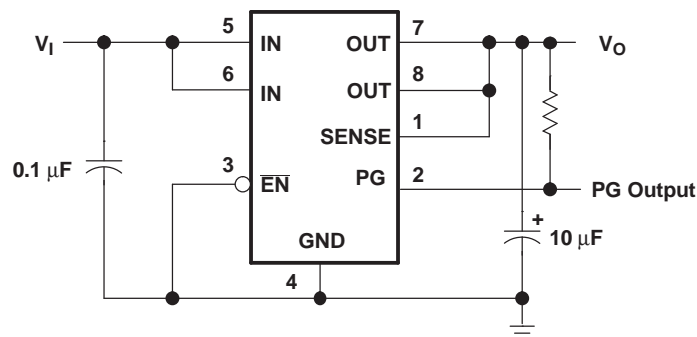 V_I
5
IN
6
IN
OUT
7
V_O
OUT
8
SENSE
1
0.1 μF
3
E̅N̅
PG
2
PG Output
GND
4
+
10 μF